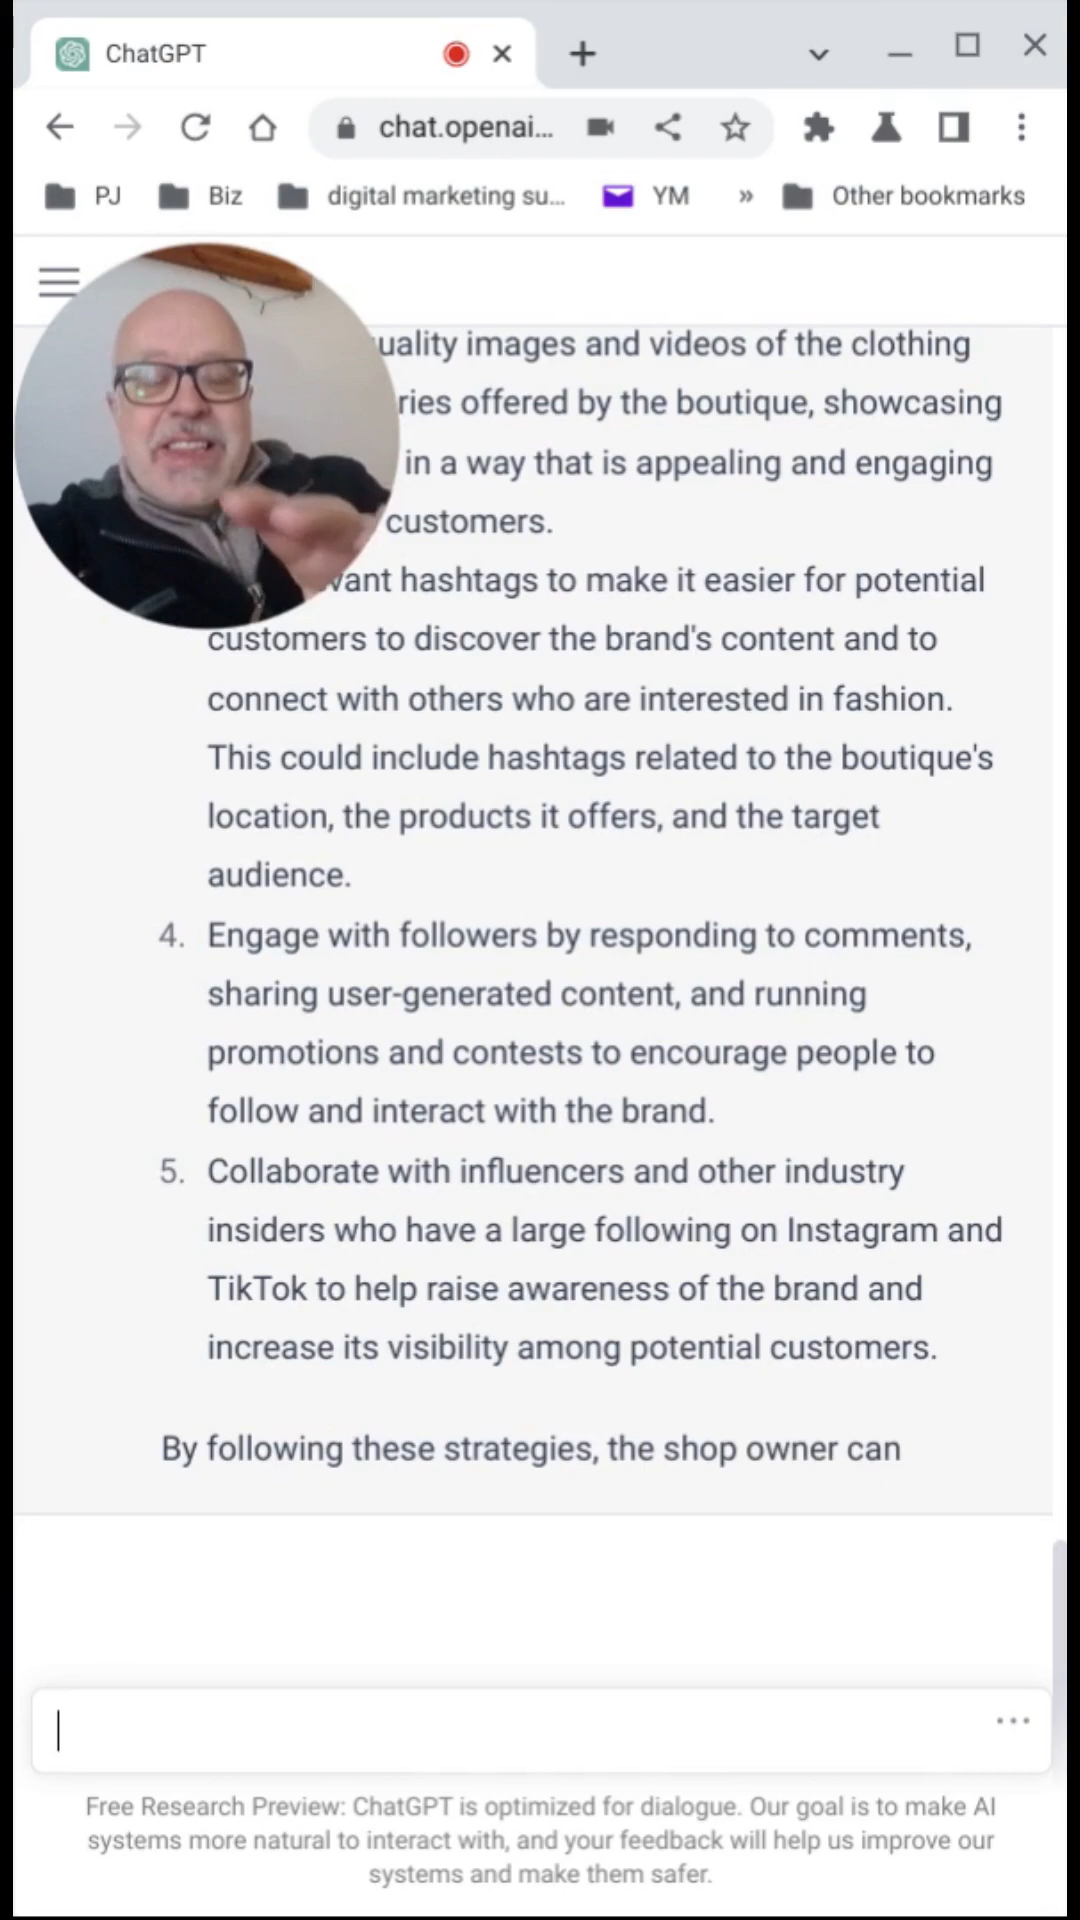 ChatGPT
chat.openai...
PJ Biz digital marketing su... YM » Other bookmarks
images and videos of the clothing
offered by the boutique, showcasing
in a way that is appealing and engaging
customers.
hashtags to make it easier for potential
customers to discover the brand's content and to
connect with others who are interested in fashion.
This could include hashtags related to the boutique's
location, the products it offers, and the target
audience.
4. Engage with followers by responding to comments,
sharing user-generated content, and running
promotions and contests to encourage people to
follow and interact with the brand.
5. Collaborate with influencers and other industry
insiders who have a large following on Instagram and
TikTok to help raise awareness of the brand and
increase its visibility among potential customers.
By following these strategies, the shop owner can
Free Research Preview: ChatGPT is optimized for dialogue. Our goal is to make AI
systems more natural to interact with, and your feedback will help us improve our
systems and make them safer.